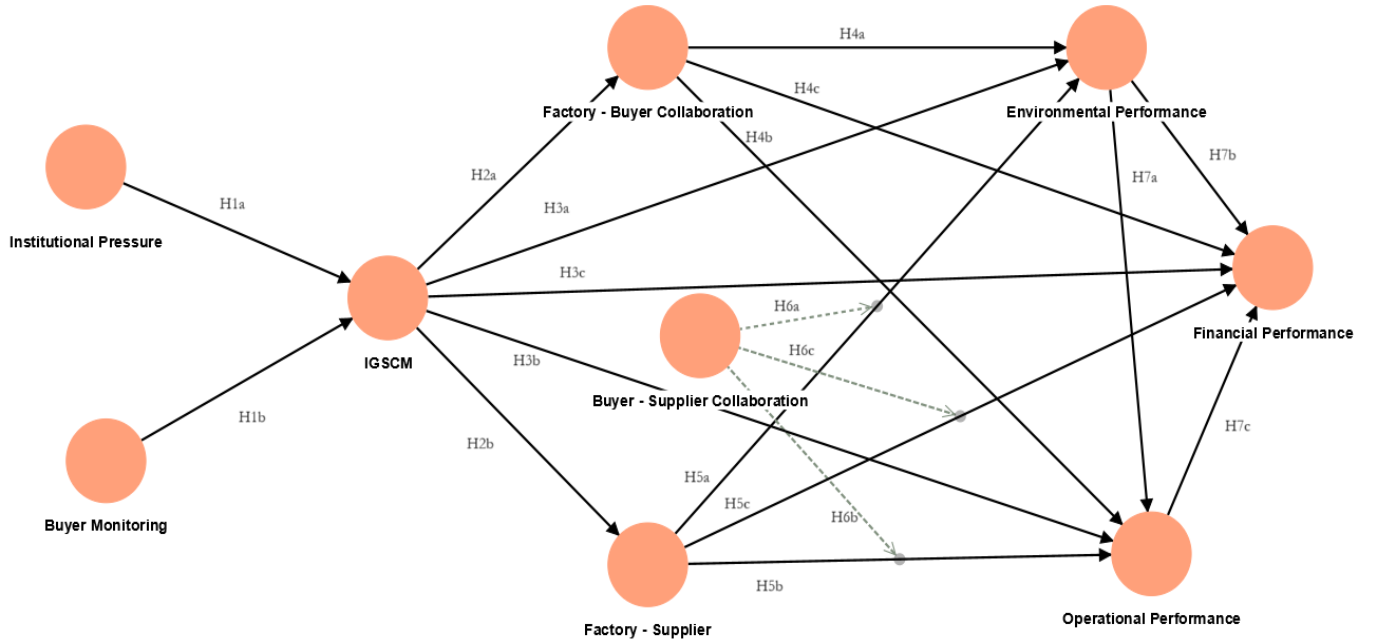 H4a
H4c
Factory - Buyer Collaboration
Environmental Performance
H4b
H7b
H2a
H7a
H1a
H3a
Institutional Pressure
H3c
H6a
Financial Performance
H6c
IGSCM
H3b
Buyer - Supplier Collaboration
H1b
H7c
H2b
H5a
H5c
H6b
Buyer Monitoring
H5b
Operational Performance
Factory - Supplier